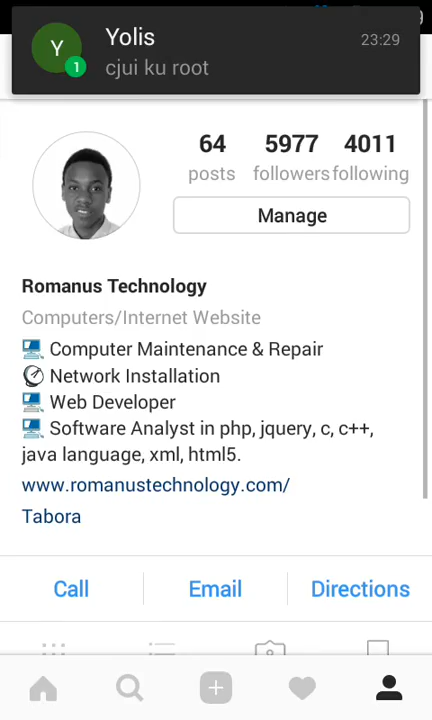 Y
1
Yolis
23:29
cjui ku root
64 5977 4011
posts followers following
Manage
Romanus Technology
Computers/Internet Website
Computer Maintenance & Repair
Network Installation
Web Developer
Software Analyst in php, jquery, c, c++,
java language, xml, html5.
www.romanustechnology.com/
Tabora
Call Email Directions